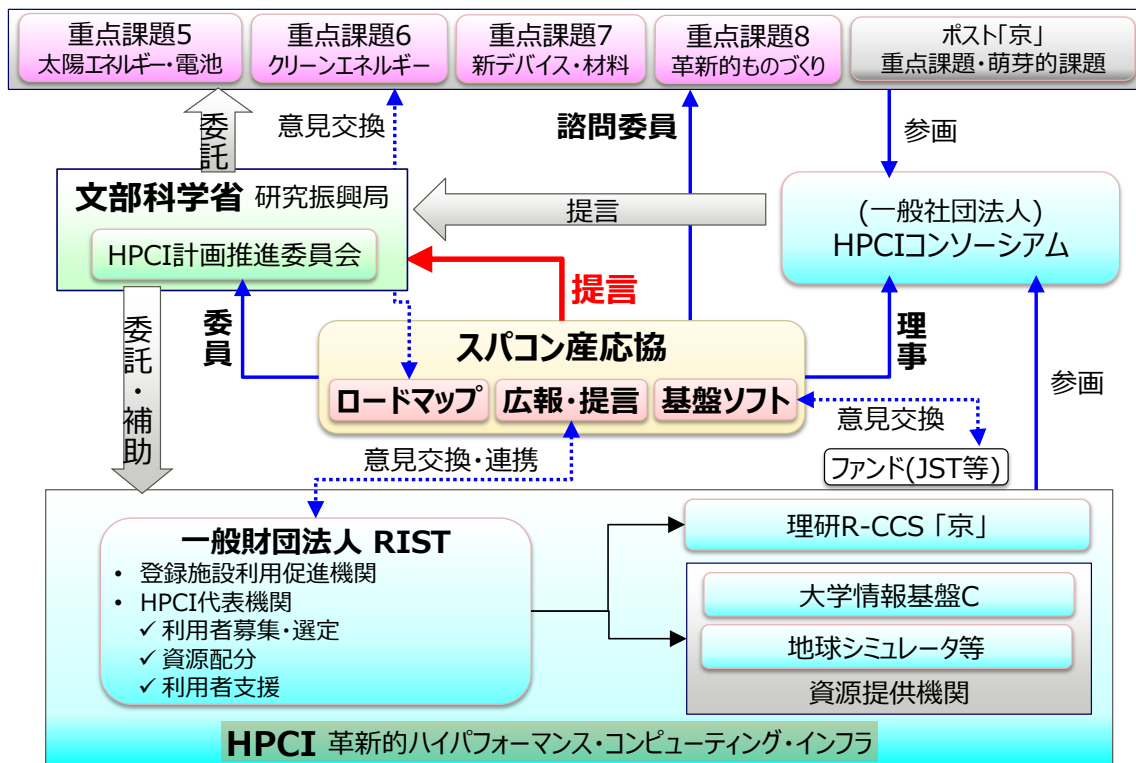 重点課題5
太陽エネルギー・電池
重点課題6
クリーンエネルギー
重点課題7
新デバイス・材料
重点課題8
革新的ものづくり
ポスト「京」
重点課題・萌芽的課題
委託
意見交換
諮問委員
参画
文部科学省 研究振興局
HPCI計画推進委員会
提言
(一般社団法人)
HPCIコンソーシアム
提言
委員
理事
委託・補助
スパコン産応協
ロードマップ
広報・提言
基盤ソフト
参画
意見交換
意見交換・連携
ファンド(JST等)
一般財団法人 RIST
• 登録施設利用促進機関
• HPCI代表機関
✓ 利用者募集・選定
✓ 資源配分
✓ 利用者支援
理研R-CCS「京」
大学情報基盤C
地球シミュレータ等
資源提供機関
HPCI 革新的ハイパフォーマンス・コンピューティング・インフラ